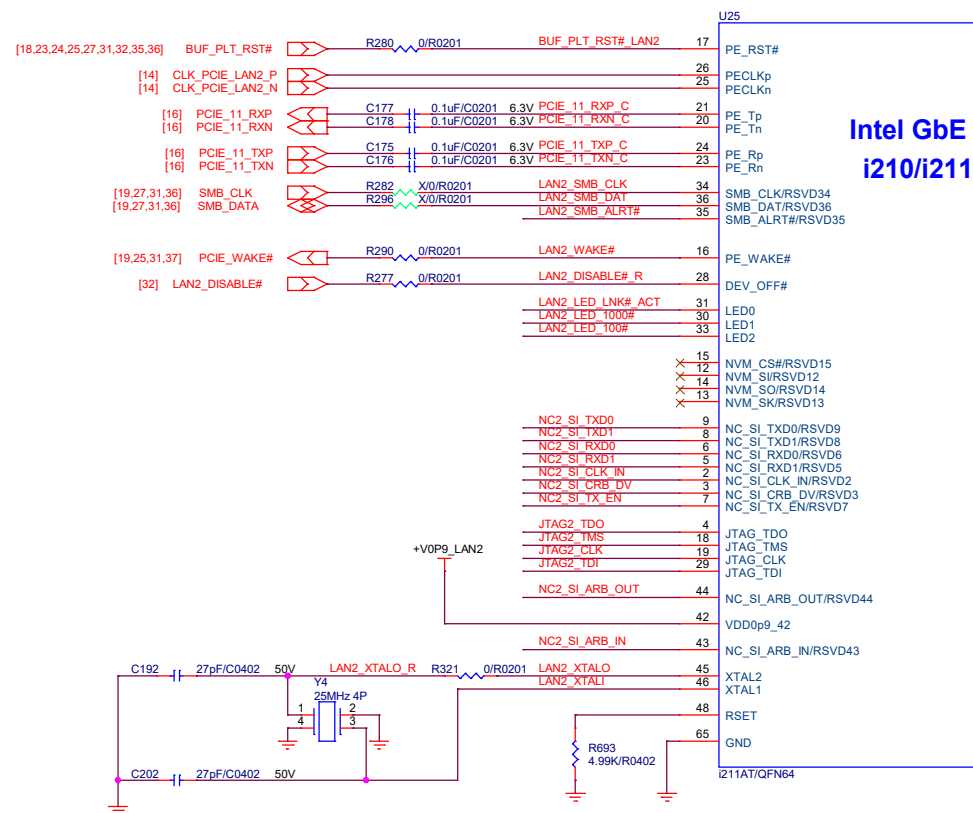 U25
[18,23,24,25,27,31,32,35,36] BUF_PLT_RST# R280 0/R0201 BUF_PLT_RST#_LAN2 17 PE_RST#
[14] CLK_PCIE_LAN2_P 26 PECLKp
[14] CLK_PCIE_LAN2_N 25 PECLKn
[16] PCIE_11_RXP C177 0.1uF/C0201 6.3V PCIE_11_RXP_C 21 PE_Tp
[16] PCIE_11_RXN C178 0.1uF/C0201 6.3V PCIE_11_RXN_C 20 PE_Tn
Intel GbE
i210/i211
[16] PCIE_11_TXP C175 0.1uF/C0201 6.3V PCIE_11_TXP_C 24 PE_Rp
[16] PCIE_11_TXN C176 0.1uF/C0201 6.3V PCIE_11_TXN_C 23 PE_Rn
[19,27,31,36] SMB_CLK R282 X/0/R0201 LAN2_SMB_CLK 34 SMB_CLK/RSVD34
[19,27,31,36] SMB_DATA R296 X/0/R0201 LAN2_SMB_DAT 36 SMB_DAT/RSVD36
LAN2_SMB_ALRT# 35 SMB_ALRT#/RSVD35
[19,25,31,37] PCIE_WAKE# R290 0/R0201 LAN2_WAKE# 16 PE_WAKE#
[32] LAN2_DISABLE# R277 0/R0201 LAN2_DISABLE#_R 28 DEV_OFF#
LAN2_LED_LNK#_ACT 31 LED0
LAN2_LED_1000# 30 LED1
LAN2_LED_100# 33 LED2
15 NVM_CS#/RSVD15
12 NVM_SI/RSVD12
14 NVM_SO/RSVD14
13 NVM_SK/RSVD13
NC2_SI_TXD0 9 NC_SI_TXD0/RSVD9
NC2_SI_TXD1 8 NC_SI_TXD1/RSVD8
NC2_SI_RXD0 6 NC_SI_RXD0/RSVD6
NC2_SI_RXD1 5 NC_SI_RXD1/RSVD5
NC2_SI_CLK_IN 2 NC_SI_CLK_IN/RSVD2
NC2_SI_CRB_DV 3 NC_SI_CRB_DV/RSVD3
NC2_SI_TX_EN 7 NC_SI_TX_EN/RSVD7
JTAG2_TDO 4 JTAG_TDO
JTAG2_TMS 18 JTAG_TMS
JTAG2_CLK 19 JTAG_CLK
JTAG2_TDI 29 JTAG_TDI
+V0P9_LAN2
NC2_SI_ARB_OUT 44 NC_SI_ARB_OUT/RSVD44
42 VDD0p9_42
NC2_SI_ARB_IN 43 NC_SI_ARB_IN/RSVD43
C192 27pF/C0402 50V LAN2_XTALO_R R321 0/R0201 LAN2_XTALO 45 XTAL2
LAN2_XTALI 46 XTAL1
Y4
25MHz 4P
1 2
4 3
48 RSET
65 GND
R693
4.99K/R0402
C202 27pF/C0402 50V
i211AT/QFN64